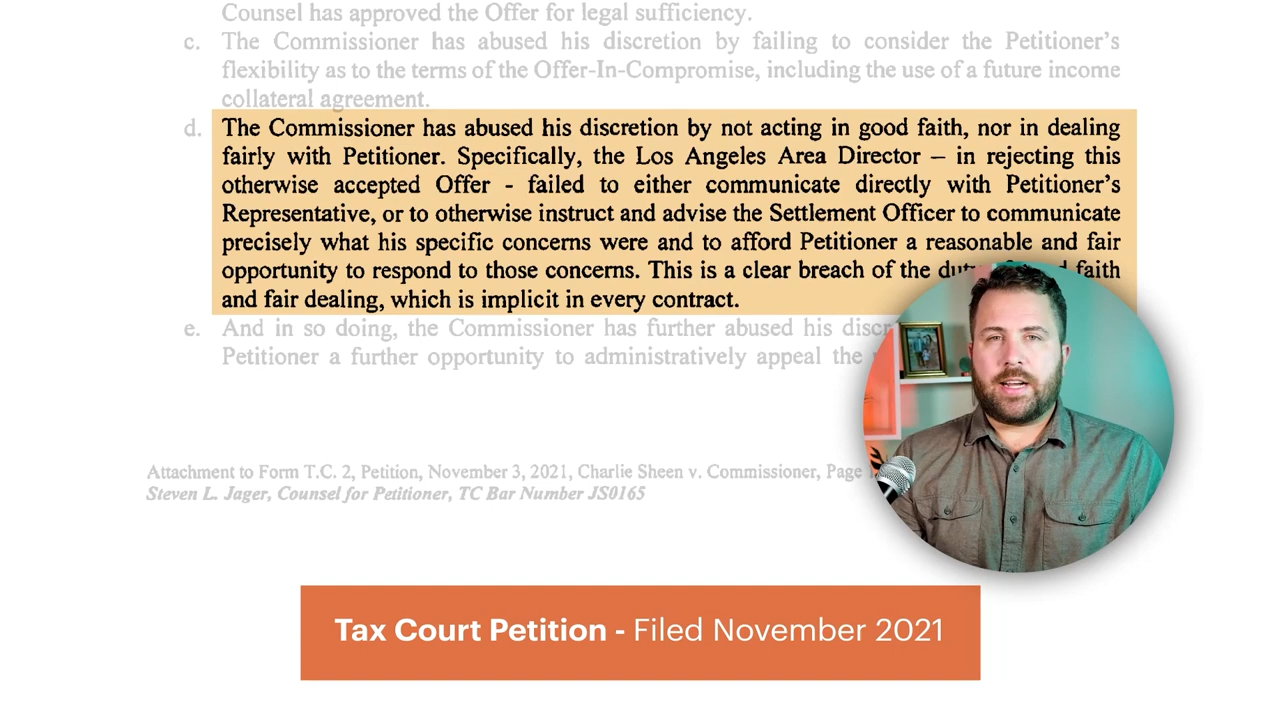 Counsel has approved the Offer for legal sufficiency.
c. The Commissioner has abused his discretion by failing to consider the Petitioner's
flexibility as to the terms of the Offer-In-Compromise, including the use of a future income
collateral agreement.
d. The Commissioner has abused his discretion by not acting in good faith, nor in dealing
fairly with Petitioner. Specifically, the Los Angeles Area Director – in rejecting this
otherwise accepted Offer - failed to either communicate directly with Petitioner's
Representative, or to otherwise instruct and advise the Settlement Officer to communicate
precisely what his specific concerns were and to afford Petitioner a reasonable and fair
opportunity to respond to those concerns. This is a clear breach of the faith
and fair dealing, which is implicit in every contract.
e. And in so doing, the Commissioner has further abused his
Petitioner a further opportunity to administratively appeal the
Attachment to Form T.C. 2, Petition, November 3, 2021, Charlie Sheen v. Commissioner, Page
Steven L. Jager, Counsel for Petitioner, TC Bar Number JS0165
Tax Court Petition - Filed November 2021